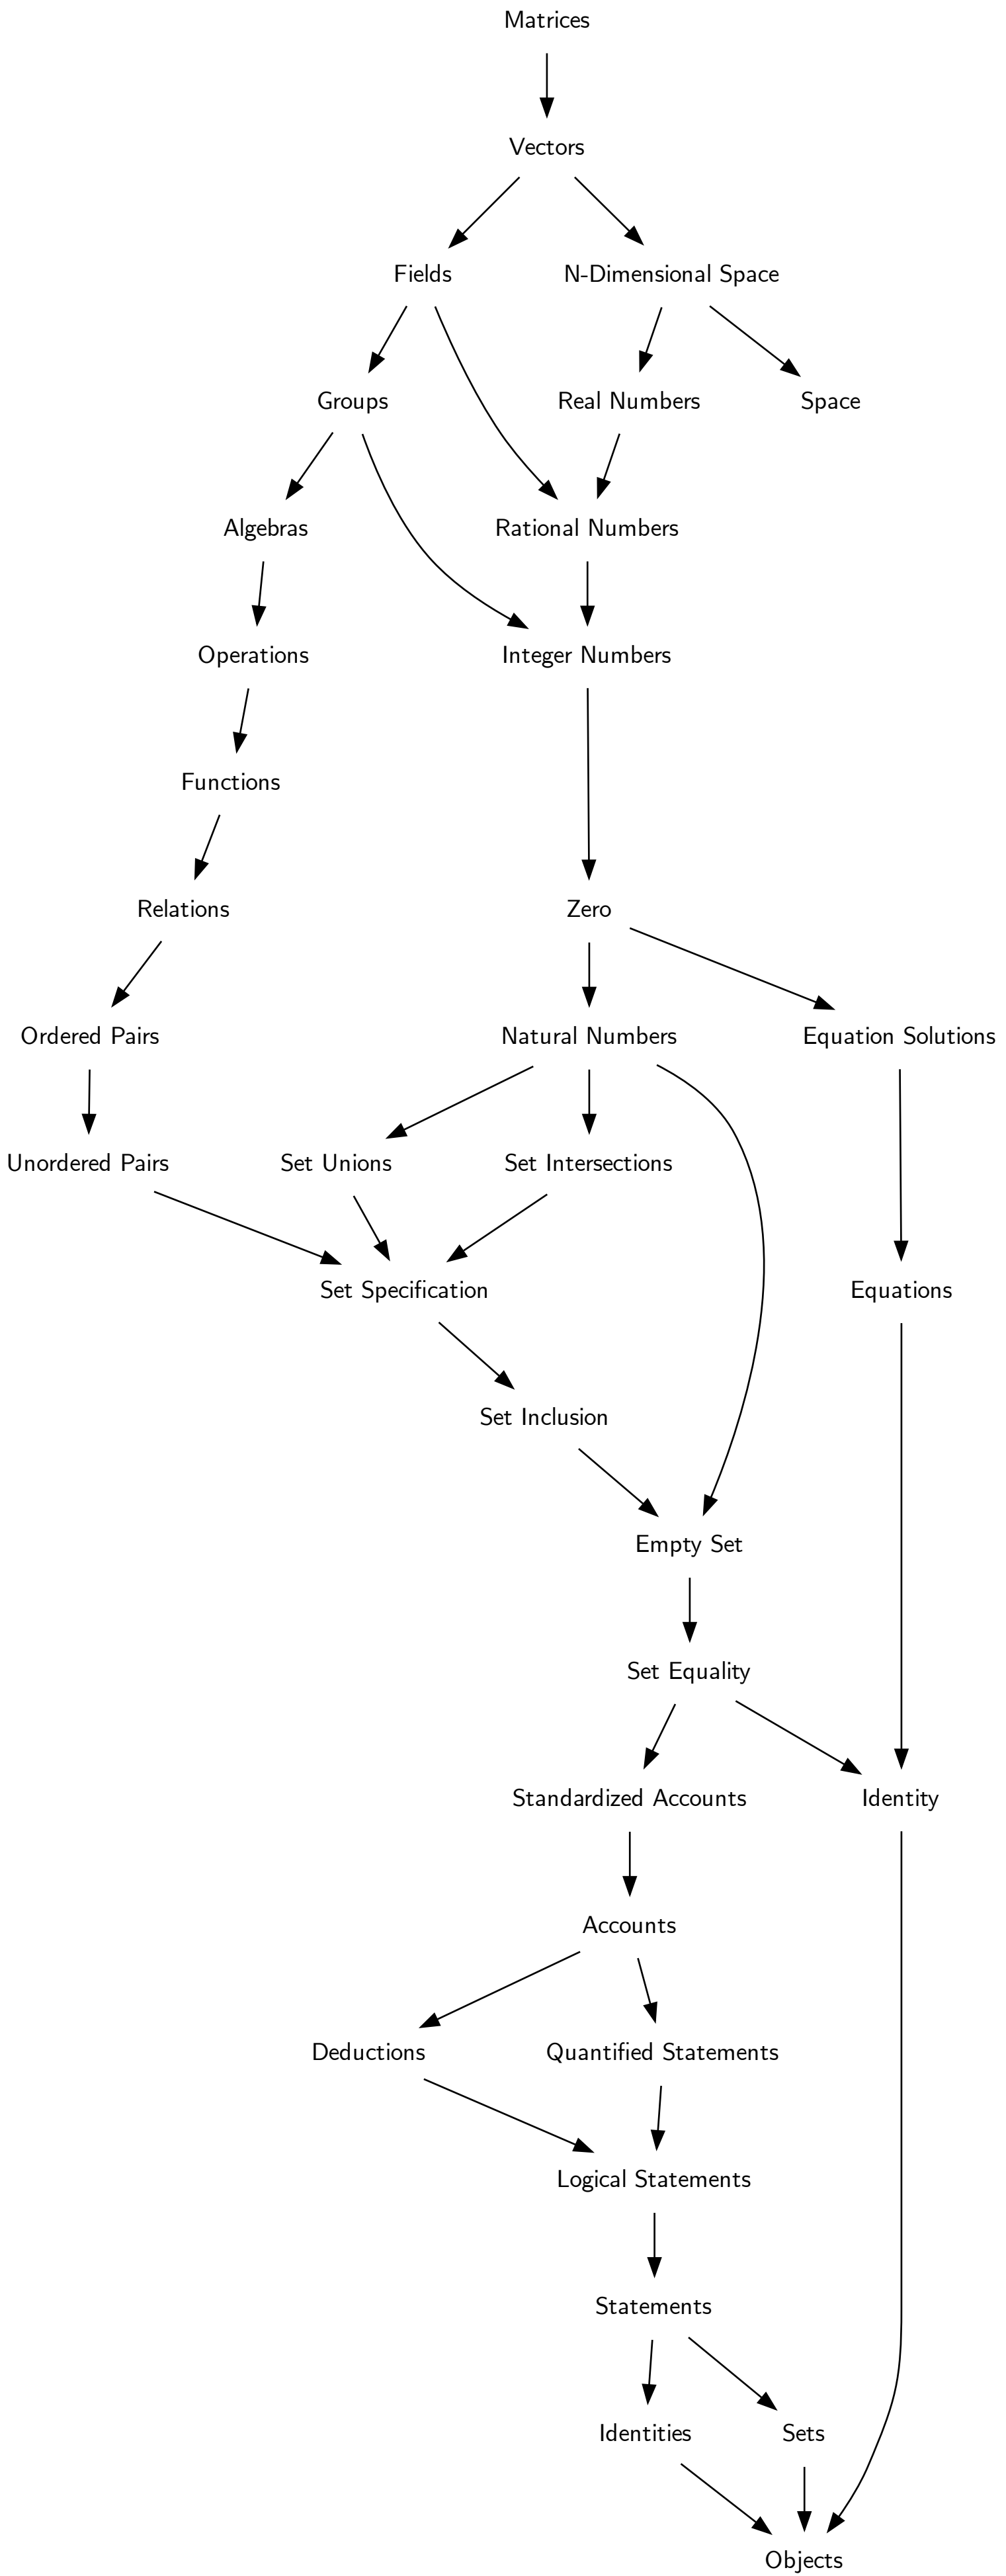 Matrices
Vectors
Fields
N-Dimensional Space
Groups
Real Numbers
Space
Algebras
Rational Numbers
Operations
Integer Numbers
Functions
Relations
Zero
Ordered Pairs
Natural Numbers
Equation Solutions
Unordered Pairs
Set Unions
Set Intersections
Set Specification
Equations
Set Inclusion
Empty Set
Set Equality
Standardized Accounts
Identity
Accounts
Deductions
Quantified Statements
Logical Statements
Statements
Identities
Sets
Objects